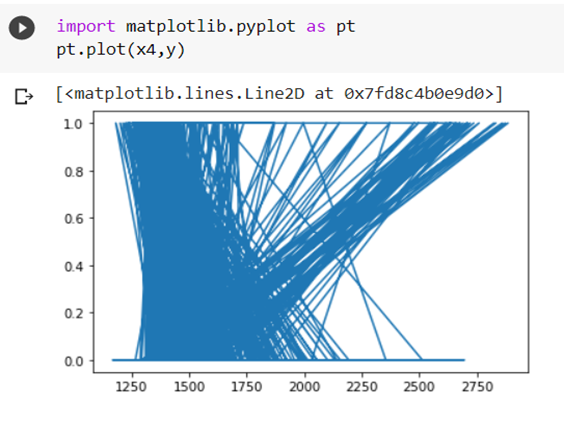 import matplotlib.pyplot as pt
pt.plot(x4,y)
[<matplotlib.lines.Line2D at 0x7fd8c4b0e9d0>]
1.0
0.8
0.6
0.4
0.2
0.0
1250 1500 1750 2000 2250 2500 2750